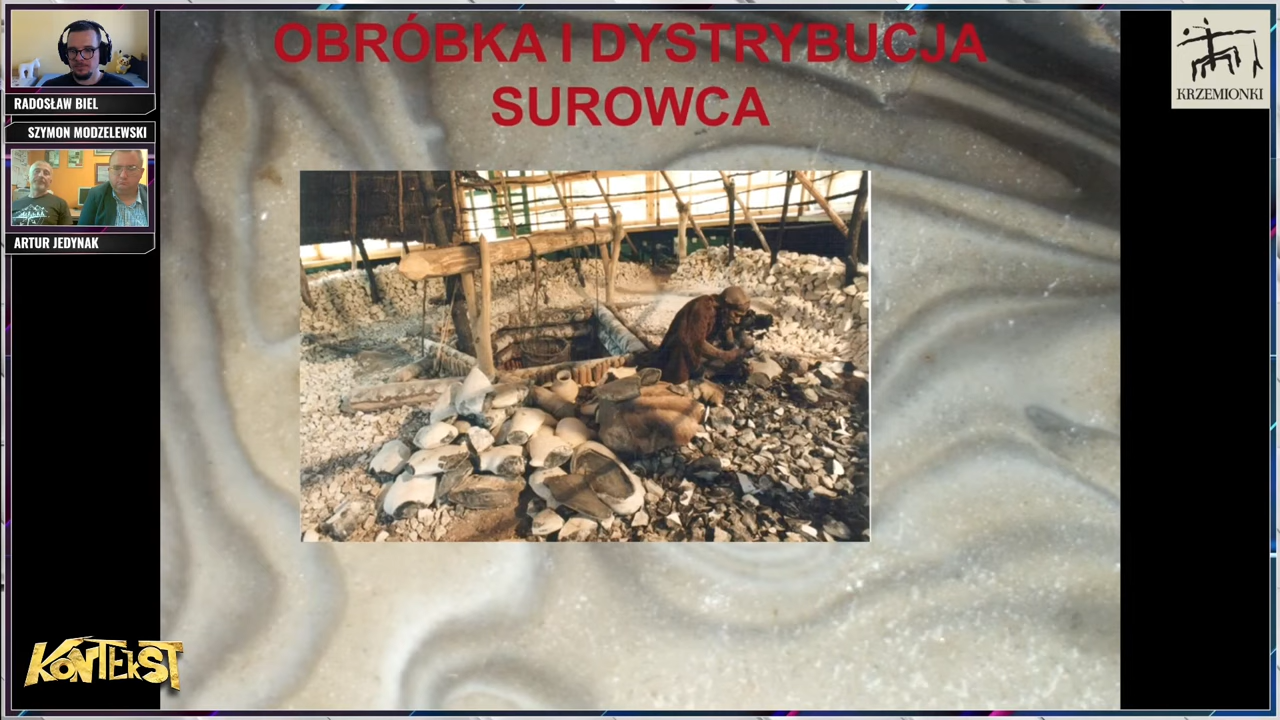 OBRÓBKA I DYSTRYBUCJA
SUROWCA
KRZEMIONKI
RADOSŁAW BIEL
SZYMON MODZELEWSKI
ARTUR JEDYNAK
KONTEKST